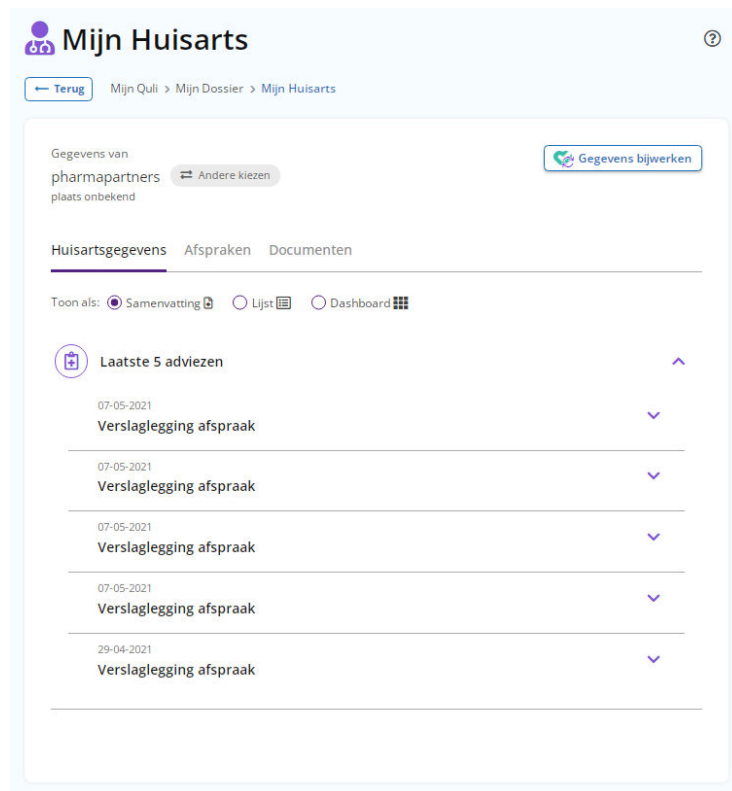 Mijn Huisarts
← Terug Mijn Quli > Mijn Dossier > Mijn Huisarts
Gegevens van
pharmapartners Andere kiezen
plaats onbekend
Gegevens bijwerken
Huisartsgegevens Afspraken Documenten
Toon als: Samenvatting Lijst Dashboard
Laatste 5 adviezen
07-05-2021
Verslaglegging afspraak
07-05-2021
Verslaglegging afspraak
07-05-2021
Verslaglegging afspraak
07-05-2021
Verslaglegging afspraak
29-04-2021
Verslaglegging afspraak